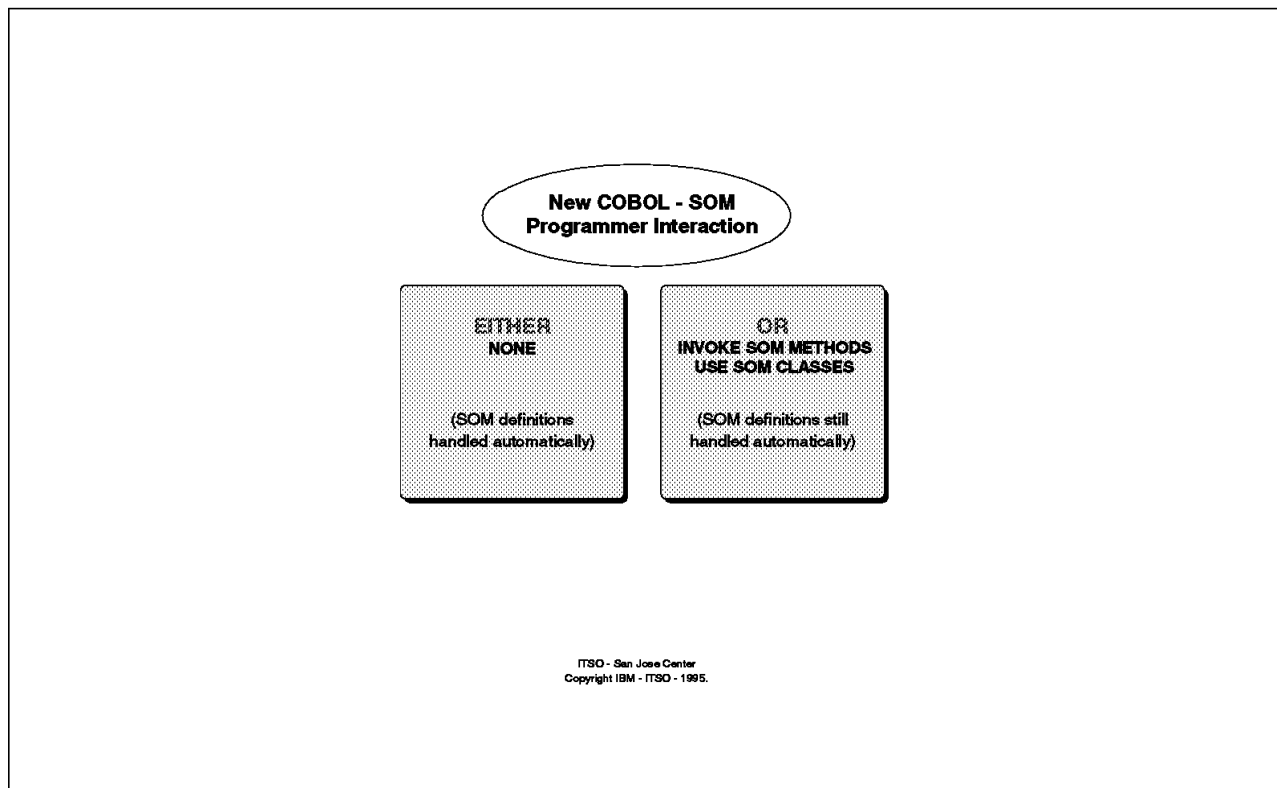 New COBOL - SOM
Programmer Interaction
EITHER
NONE
(SOM definitions
handled automatically)
OR
INVOKE SOM METHODS
USE SOM CLASSES
(SOM definitions still
handled automatically)
ITSO - San Jose Center
Copyright IBM - ITSO - 1995.